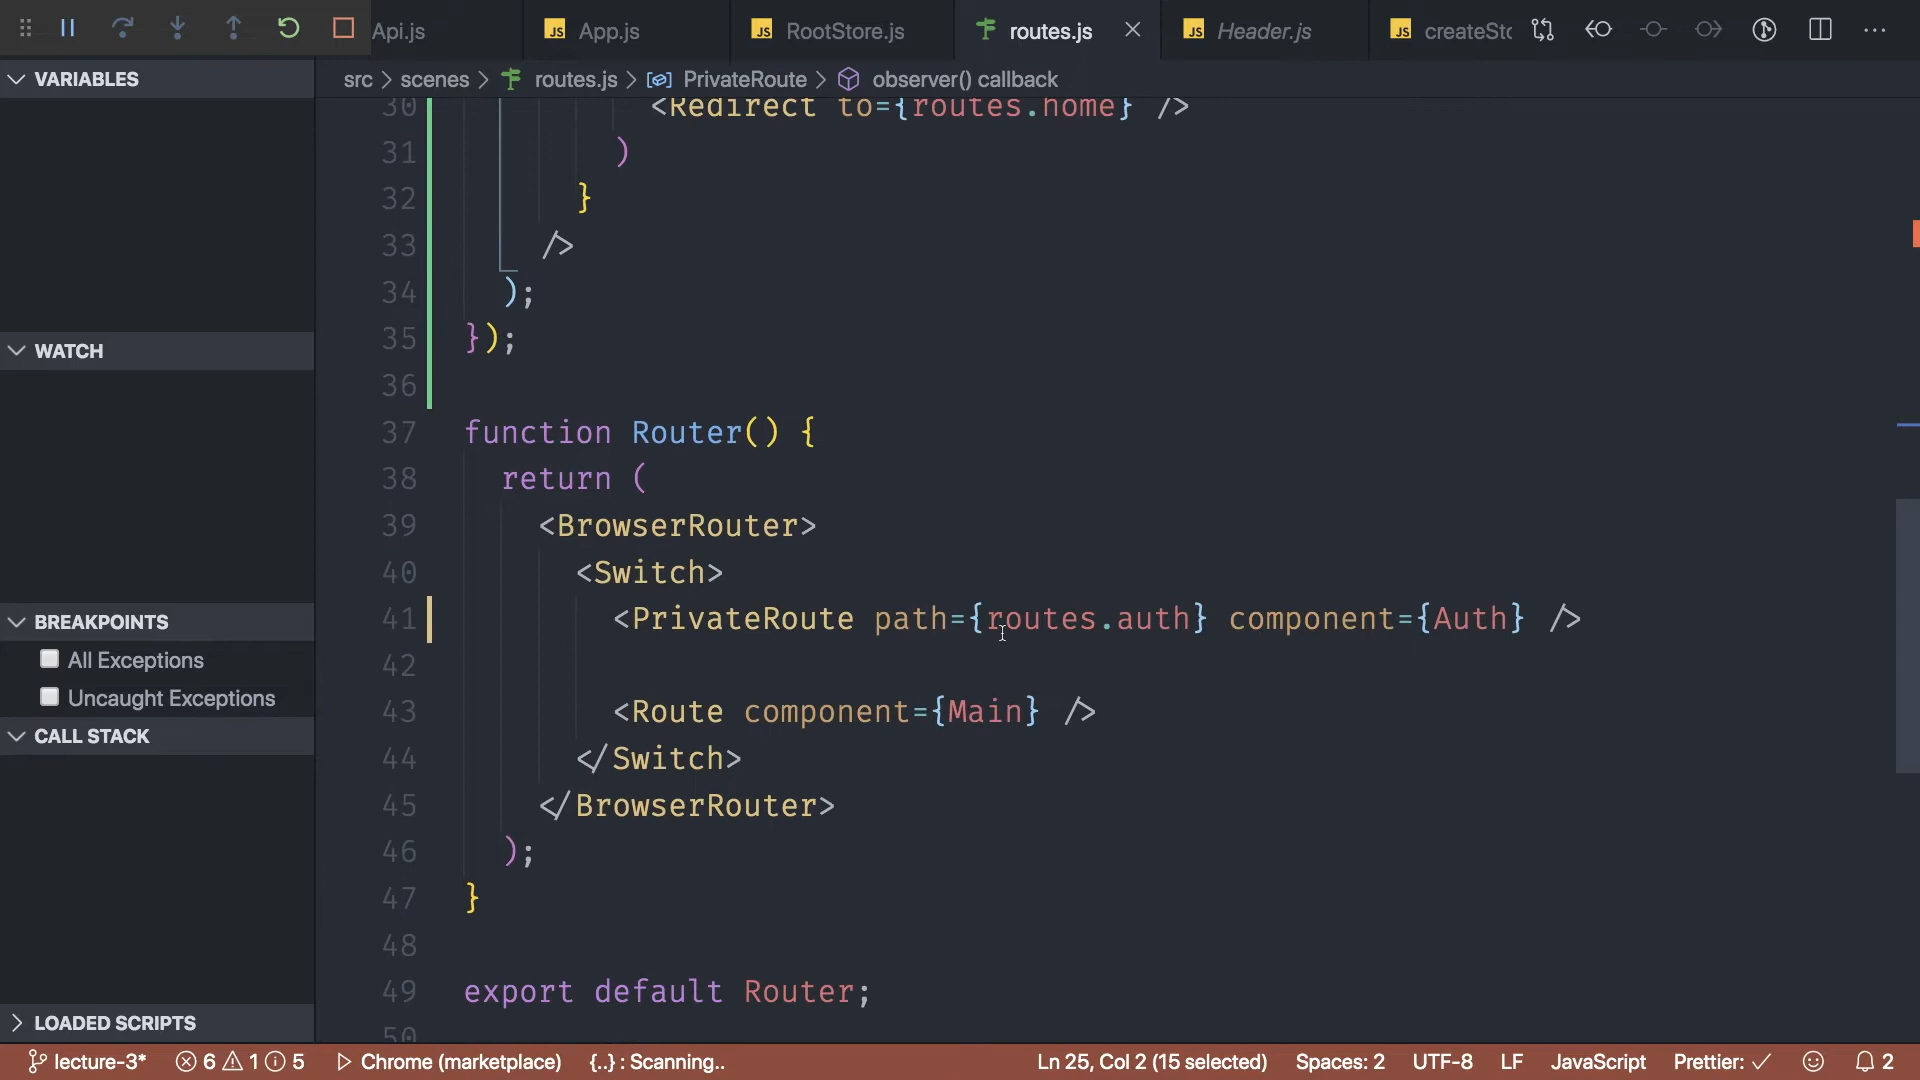 Api.js
App.js
RootStore.js
routes.js
Header.js
createSto
VARIABLES
src > scenes > routes.js > PrivateRoute > observer() callback
30 <Redirect to={routes.home} />
31 )
32 }
33 />
34 );
35 });
36
37 function Router() {
38 return (
39 <BrowserRouter>
40 <Switch>
41 <PrivateRoute path={routes.auth} component={Auth} />
42
43 <Route component={Main} />
44 </Switch>
45 </BrowserRouter>
46 );
47 }
48
49 export default Router;
50
WATCH
BREAKPOINTS
All Exceptions
Uncaught Exceptions
CALL STACK
LOADED SCRIPTS
lecture-3* 6 1 5 Chrome (marketplace) {..} : Scanning.. Ln 25, Col 2 (15 selected) Spaces: 2 UTF-8 LF JavaScript Prettier: ✓ 2